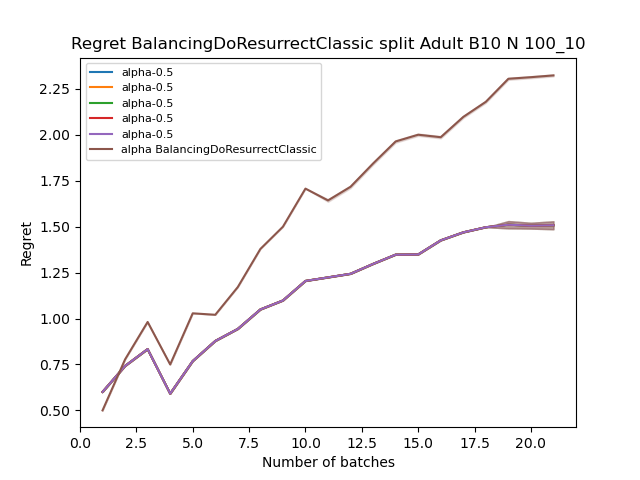 Regret BalancingDoResurrectClassic split Adult B10 N 100_10
alpha-0.5
alpha-0.5
alpha-0.5
alpha-0.5
alpha-0.5
alpha BalancingDoResurrectClassic
2.25
2.00
1.75
1.50
1.25
1.00
0.75
0.50
Regret
0.0 2.5 5.0 7.5 10.0 12.5 15.0 17.5 20.0
Number of batches